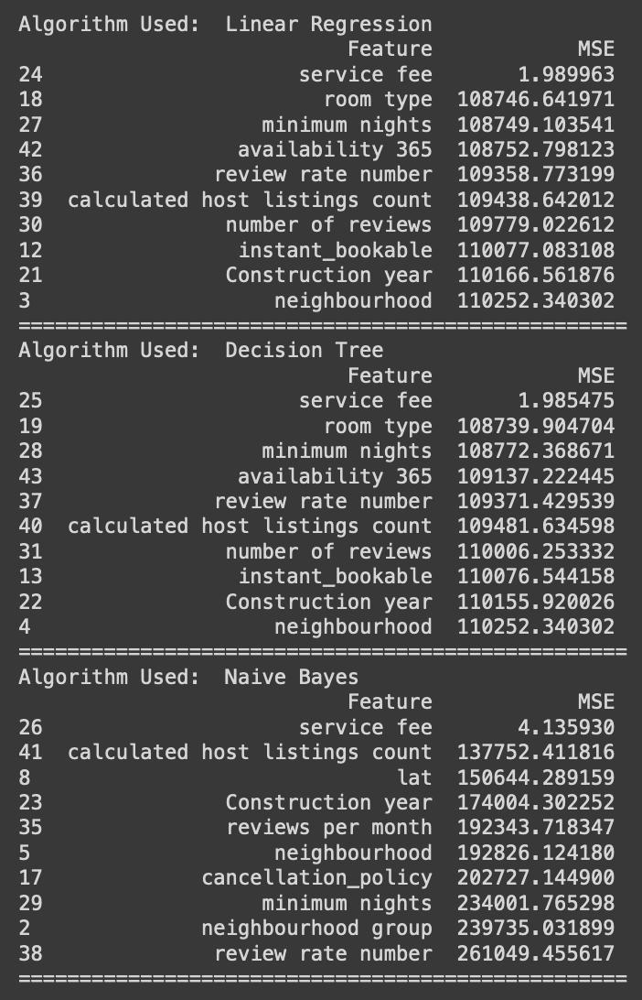 Algorithm Used:  Linear Regression
Feature MSE
24 service fee 1.989963
18 room type 108746.641971
27 minimum nights 108749.103541
42 availability 365 108752.798123
36 review rate number 109358.773199
39 calculated host listings count 109438.642012
30 number of reviews 109779.022612
12 instant_bookable 110077.083108
21 Construction year 110166.561876
3 neighbourhood 110252.340302
==================================================
Algorithm Used:  Decision Tree
Feature MSE
25 service fee 1.985475
19 room type 108739.904704
28 minimum nights 108772.368671
43 availability 365 109137.222445
37 review rate number 109371.429539
40 calculated host listings count 109481.634598
31 number of reviews 110006.253332
13 instant_bookable 110076.544158
22 Construction year 110155.920026
4 neighbourhood 110252.340302
==================================================
Algorithm Used:  Naive Bayes
Feature MSE
26 service fee 4.135930
41 calculated host listings count 137752.411816
8 lat 150644.289159
23 Construction year 174004.302252
35 reviews per month 192343.718347
5 neighbourhood 192826.124180
17 cancellation_policy 202727.144900
29 minimum nights 234001.765298
2 neighbourhood group 239735.031899
38 review rate number 261049.455617
==================================================